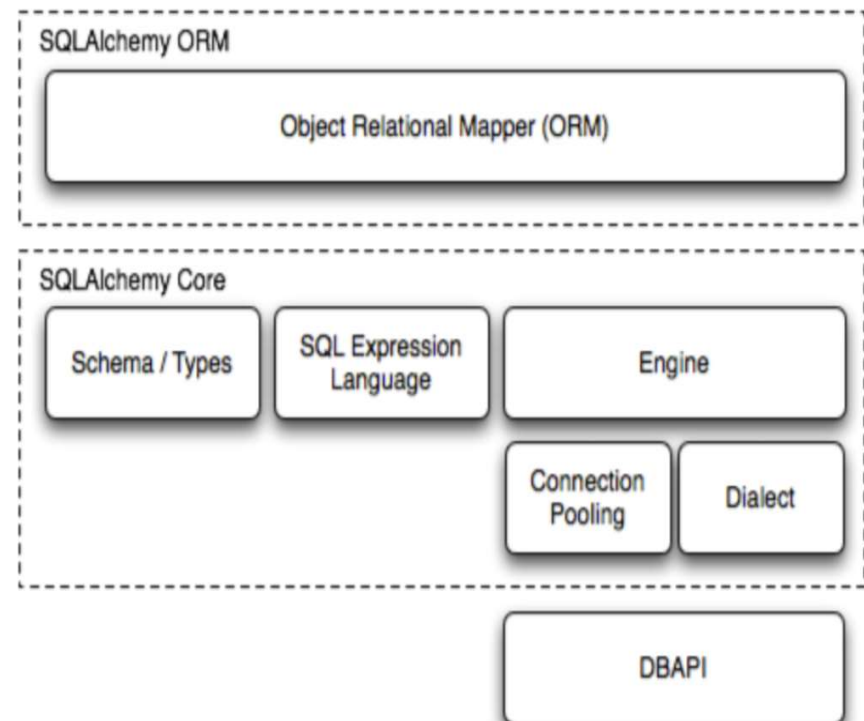 SQLAlchemy ORM
Object Relational Mapper (ORM)
SQLAlchemy Core
Schema / Types
SQL Expression
Language
Engine
Connection
Pooling
Dialect
DBAPI